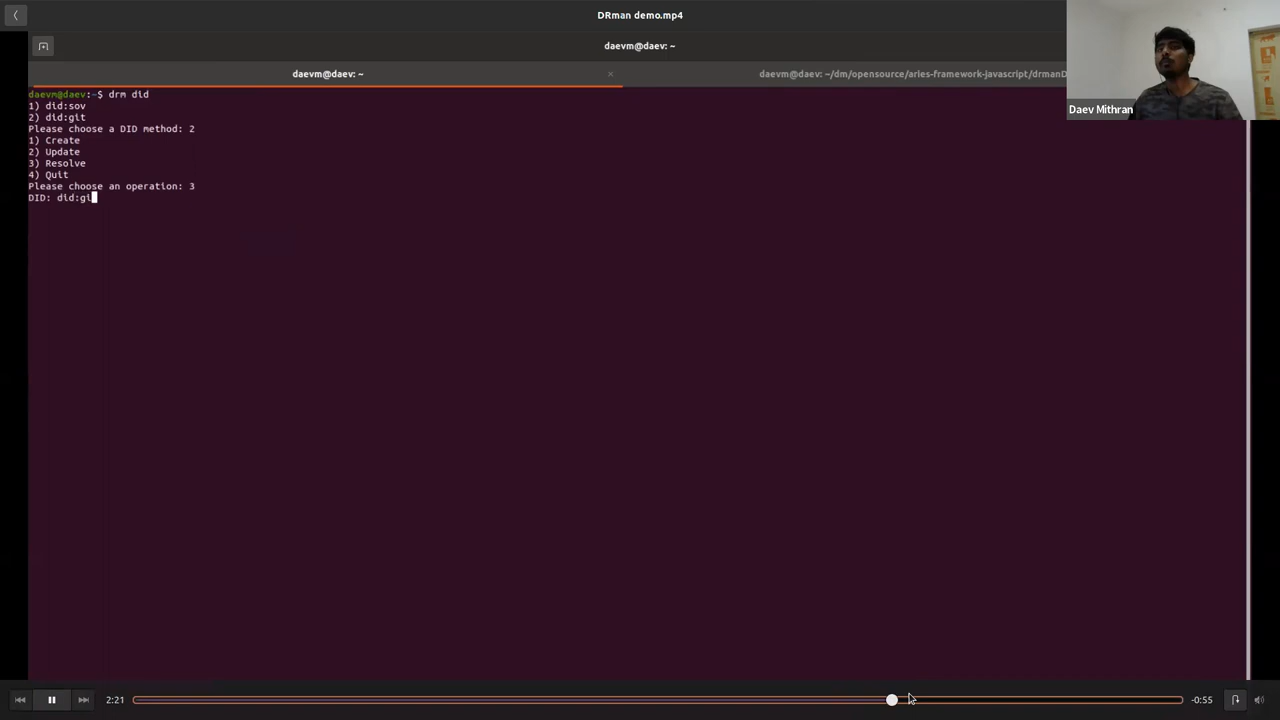 DRman demo.mp4
daevm@daev: ~
daevm@daev: ~
×
daevm@daev: ~/dm/opensource/aries-framework-javascript/drmanD
Daev Mithran
daevm@daev:~$ drm did
1) did:sov
2) did:git
Please choose a DID method: 2
1) Create
2) Update
3) Resolve
4) Quit
Please choose an operation: 3
DID: did:gi
2:21
-0:55